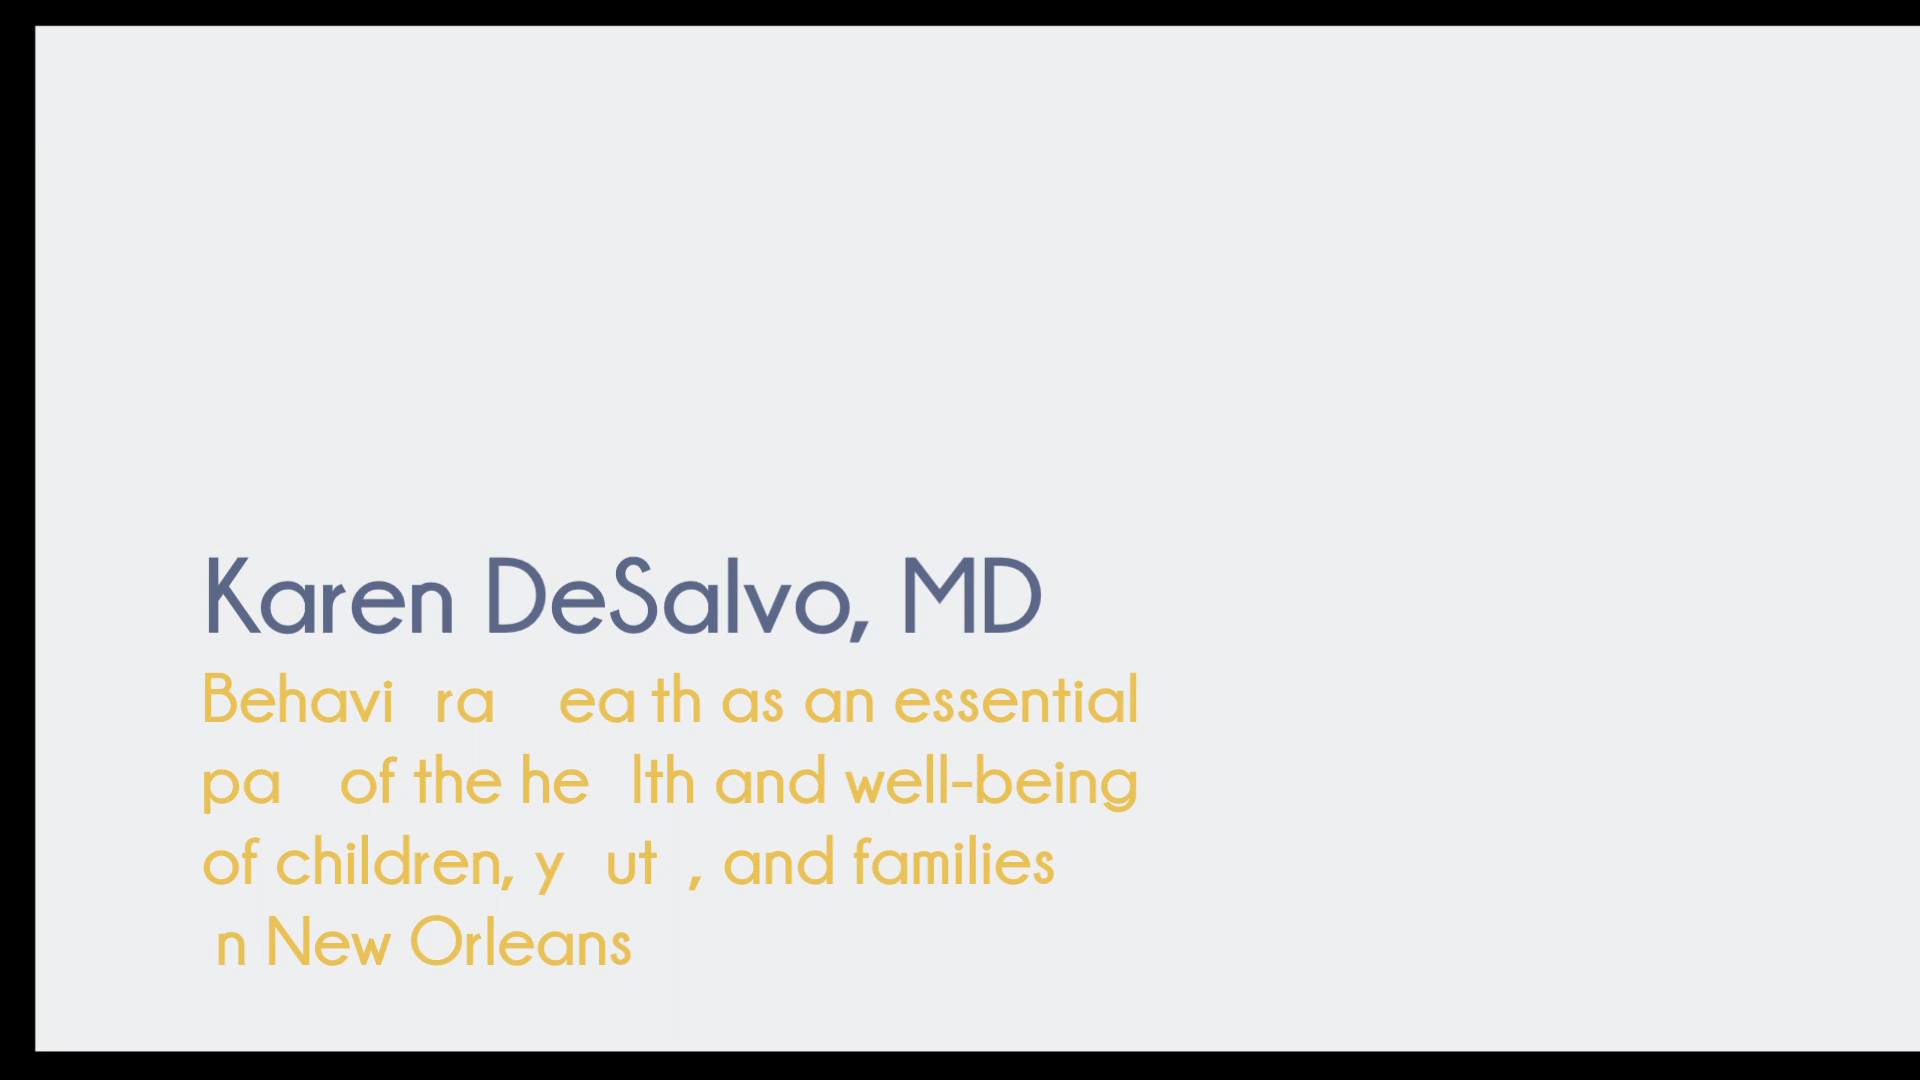 Karen DeSalvo, MD
Behavi ra ea th as an essential
pa of the he lth and well-being
of children, y ut , and families
n New Orleans